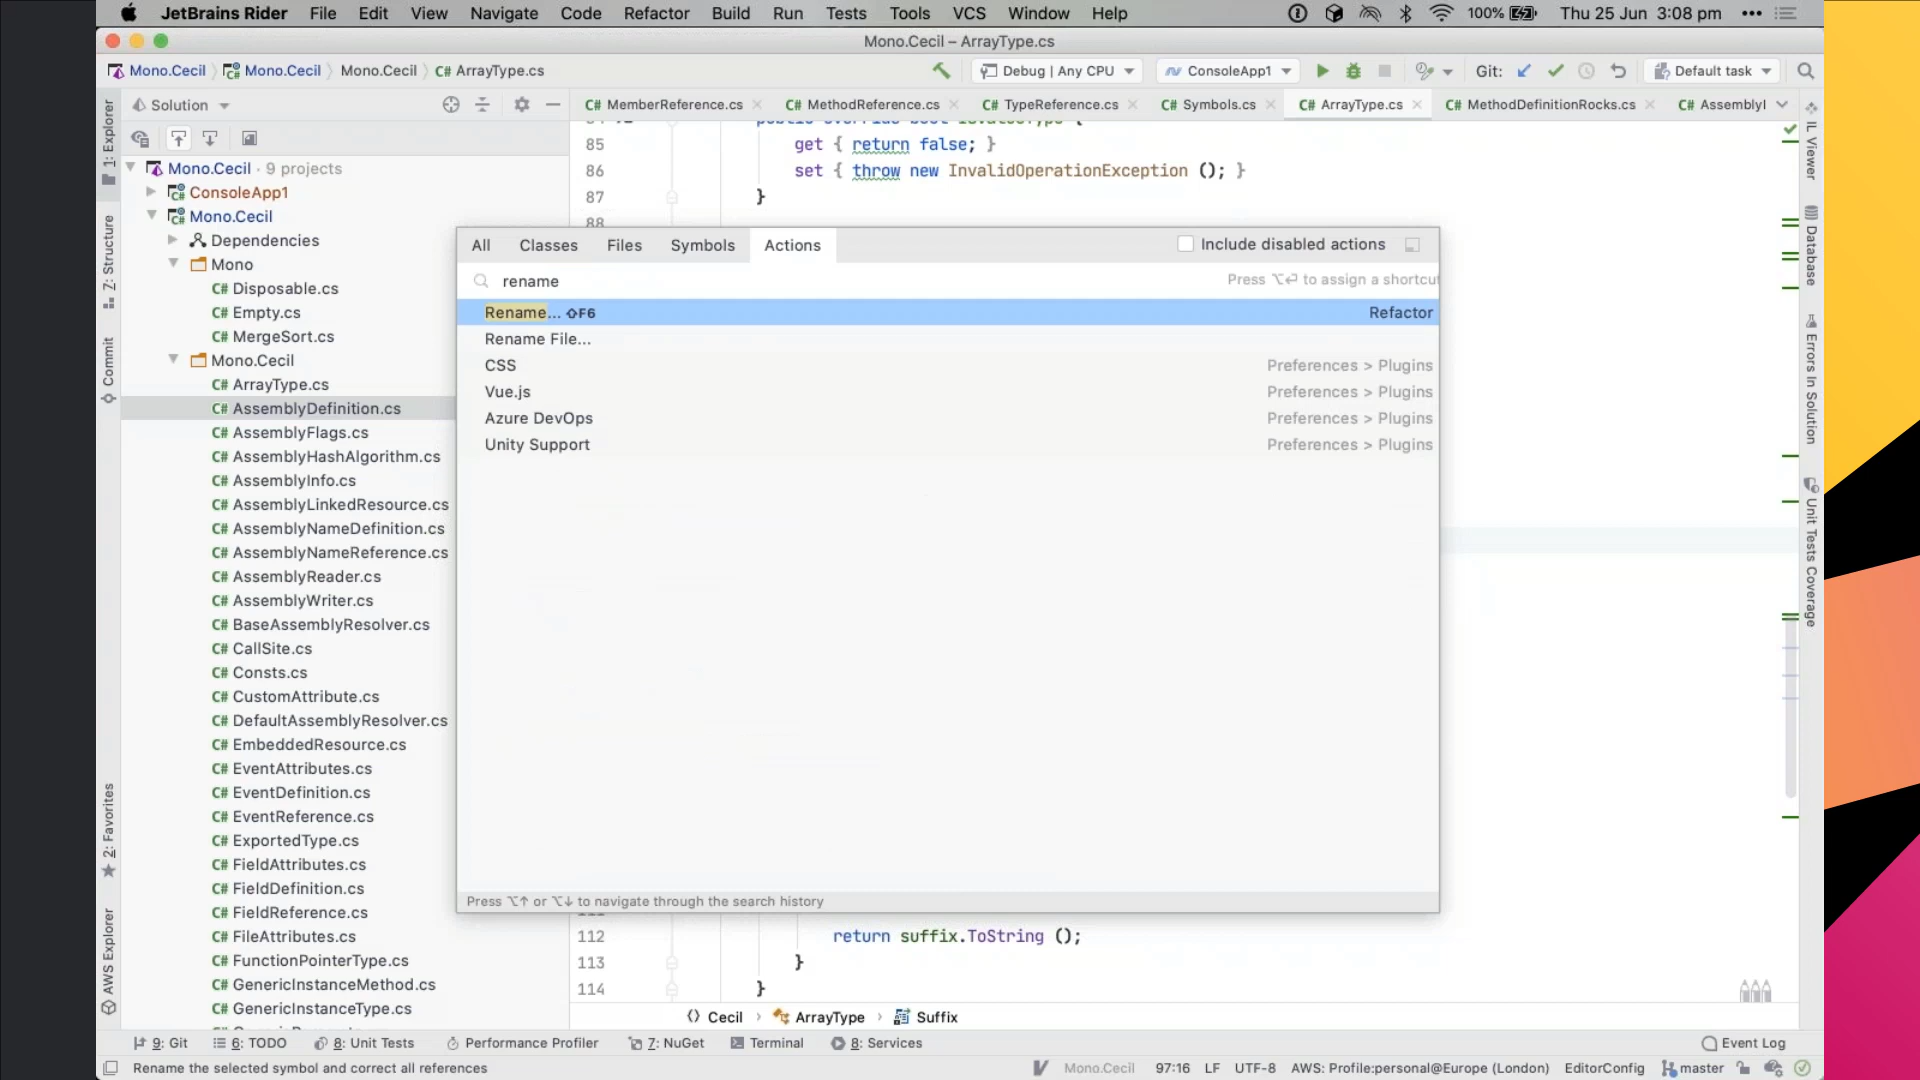 JetBrains Rider File Edit View Navigate Code Refactor Build Run Tests Tools VCS Window Help 100% Thu 25 Jun 3:08 pm
Mono.Cecil – ArrayType.cs
Mono.Cecil Mono.Cecil Mono.Cecil C# ArrayType.cs Debug | Any CPU ConsoleApp1 Git: Default task
Solution
C# MemberReference.cs C# MethodReference.cs C# TypeReference.cs C# Symbols.cs C# ArrayType.cs C# MethodDefinitionRocks.cs C# AssemblyI
85 get { return false; }
86 set { throw new InvalidOperationException (); }
87 }
88
Mono.Cecil · 9 projects
ConsoleApp1
Mono.Cecil
Dependencies
Mono
C# Disposable.cs
C# Empty.cs
C# MergeSort.cs
Mono.Cecil
C# ArrayType.cs
C# AssemblyDefinition.cs
C# AssemblyFlags.cs
C# AssemblyHashAlgorithm.cs
C# AssemblyInfo.cs
C# AssemblyLinkedResource.cs
C# AssemblyNameDefinition.cs
C# AssemblyNameReference.cs
C# AssemblyReader.cs
C# AssemblyWriter.cs
C# BaseAssemblyResolver.cs
C# CallSite.cs
C# Consts.cs
C# CustomAttribute.cs
C# DefaultAssemblyResolver.cs
C# EmbeddedResource.cs
C# EventAttributes.cs
C# EventDefinition.cs
C# EventReference.cs
C# ExportedType.cs
C# FieldAttributes.cs
C# FieldDefinition.cs
C# FieldReference.cs
C# FileAttributes.cs
C# FunctionPointerType.cs
C# GenericInstanceMethod.cs
C# GenericInstanceType.cs
All Classes Files Symbols Actions Include disabled actions
rename Press ⌥↩ to assign a shortcut
Rename... ⇧F6 Refactor
Rename File...
CSS Preferences > Plugins
Vue.js Preferences > Plugins
Azure DevOps Preferences > Plugins
Unity Support Preferences > Plugins
Press ⌥↑ or ⌥↓ to navigate through the search history
112 return suffix.ToString ();
113 }
114 }
Cecil ArrayType Suffix
1: Explorer
Z: Structure
Commit
2: Favorites
AWS Explorer
IL Viewer
Database
Errors In Solution
Unit Tests Coverage
9: Git 6: TODO 8: Unit Tests Performance Profiler 7: NuGet Terminal 8: Services Event Log
Rename the selected symbol and correct all references Mono.Cecil 97:16 LF UTF-8 AWS: Profile:personal@Europe (London) EditorConfig master